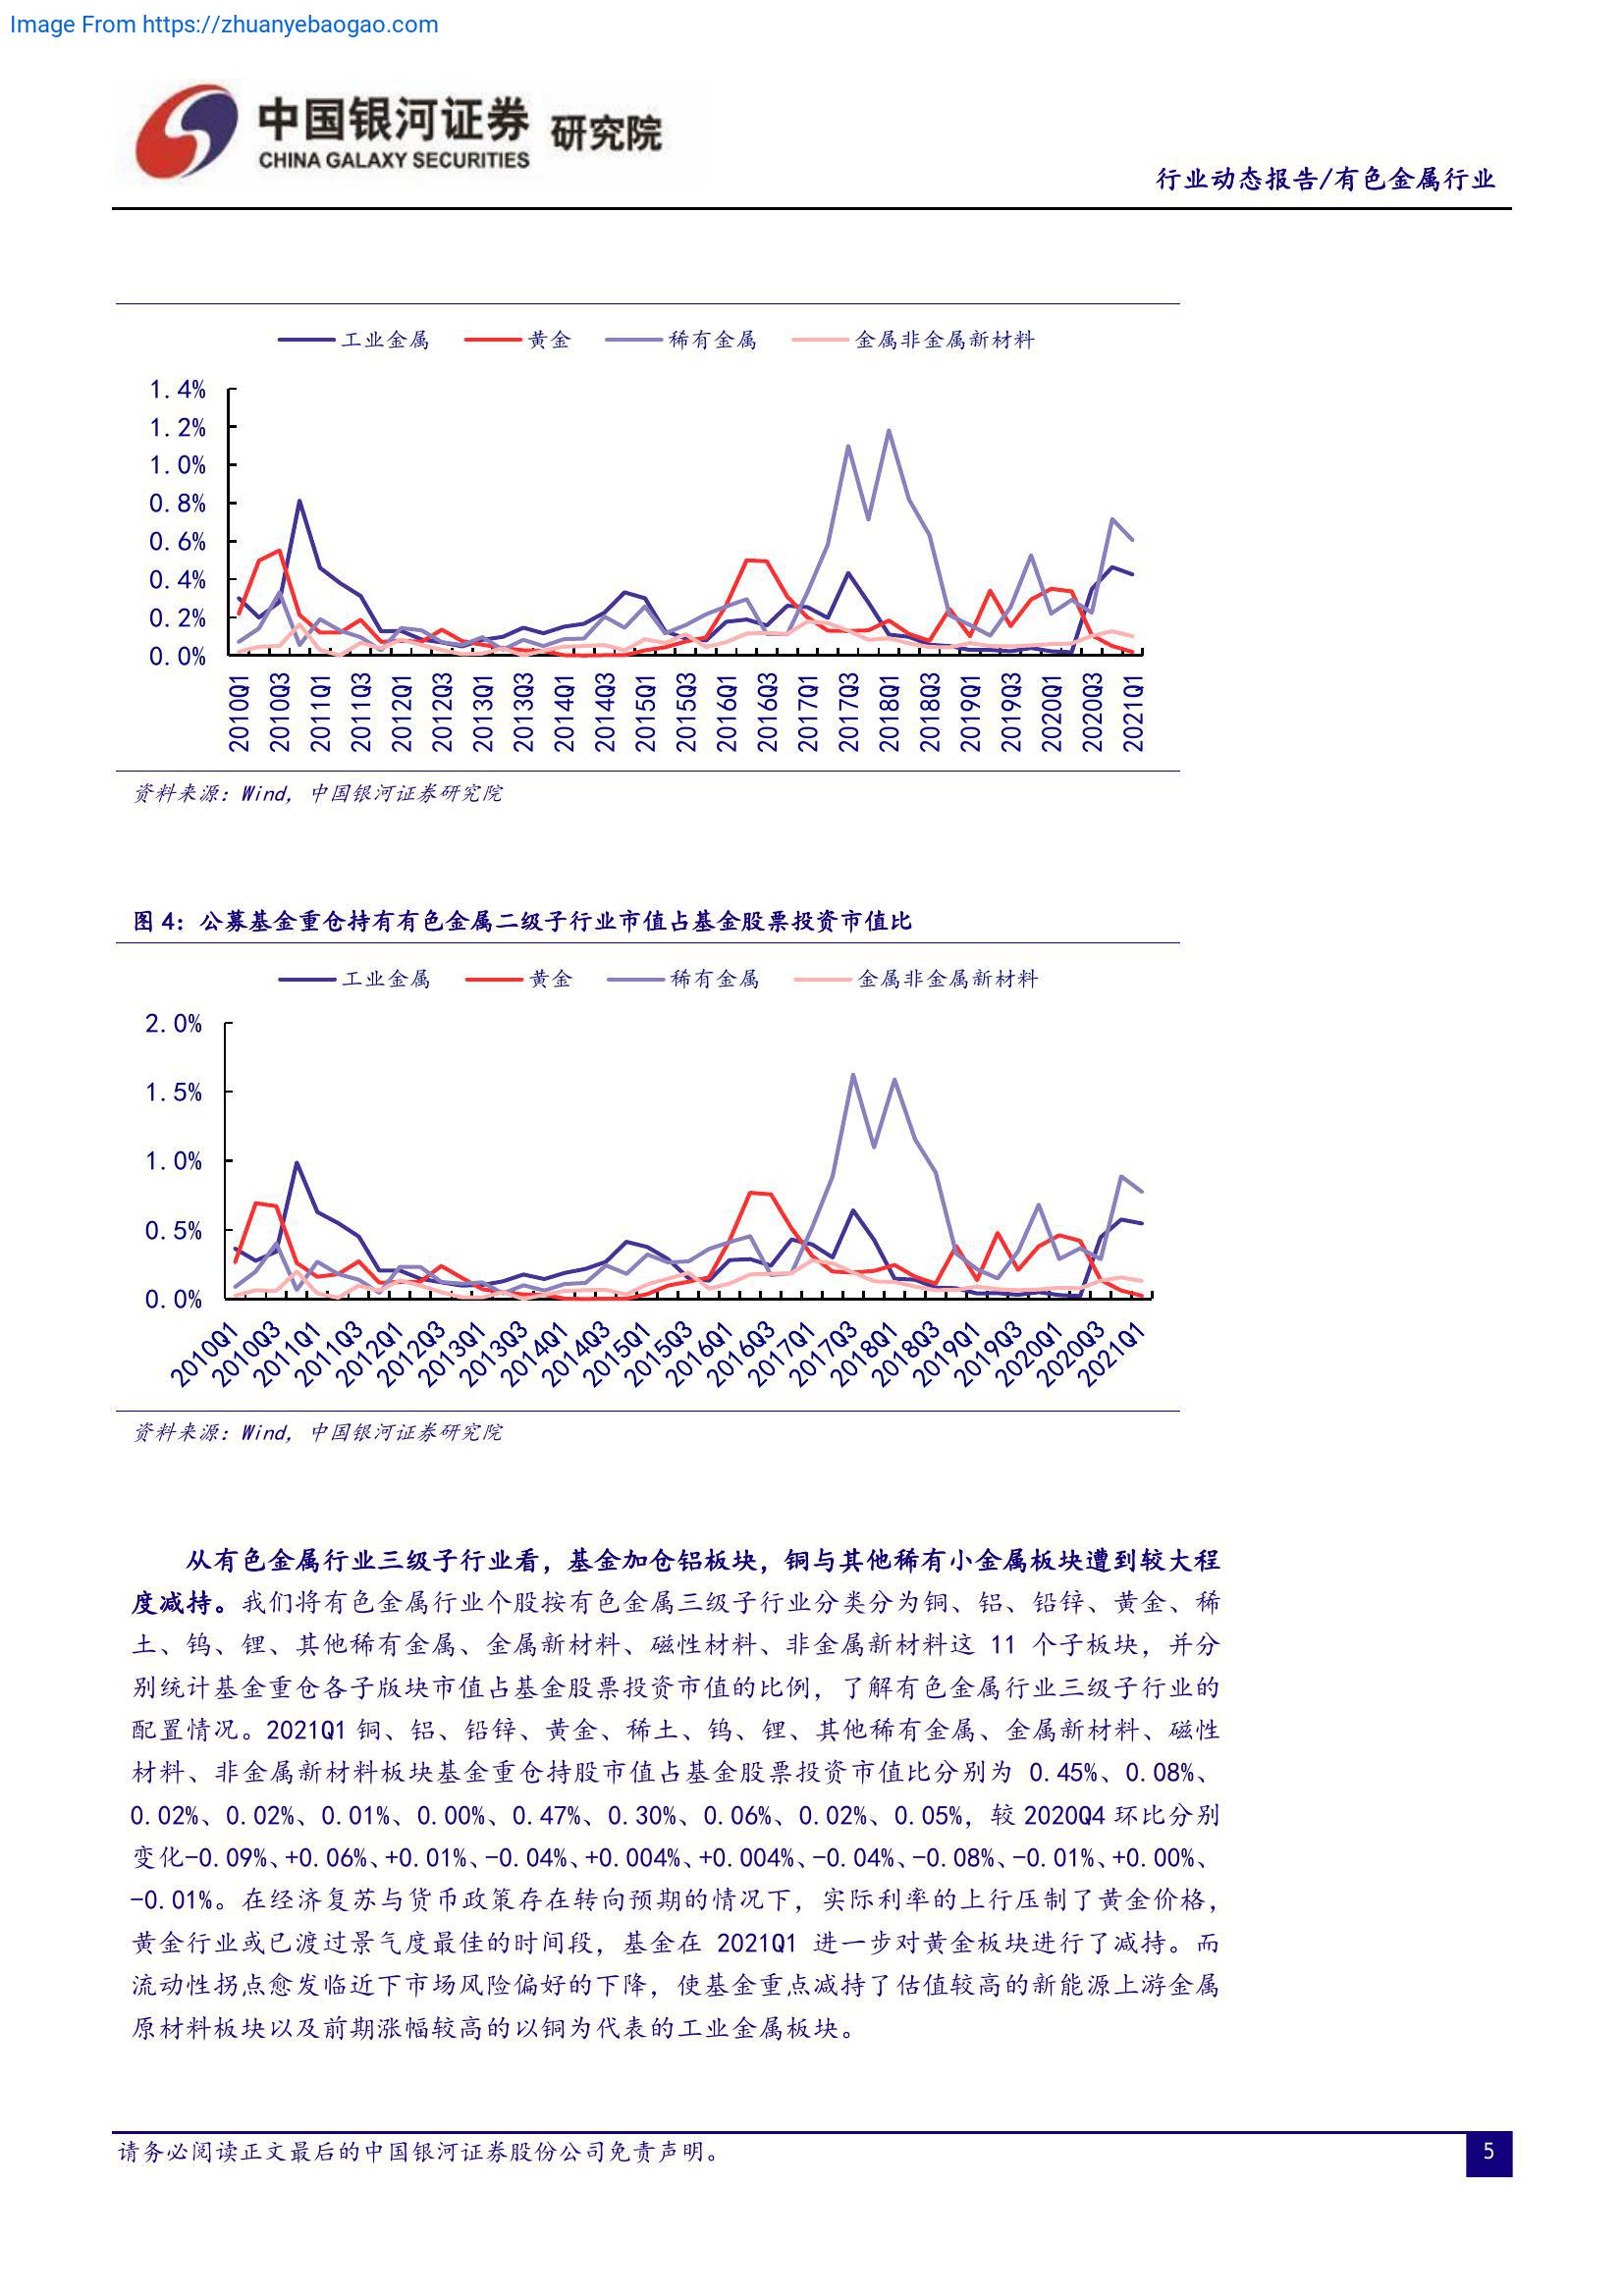 Image From https://zhuanyebaogao.com
中国银河证券 研究院
CHINA GALAXY SECURITIES
行业动态报告/有色金属行业
工业金属 黄金 稀有金属 金属非金属新材料
1.4%
1.2%
1.0%
0.8%
0.6%
0.4%
0.2%
0.0%
2010Q1 2010Q3 2011Q1 2011Q3 2012Q1 2012Q3 2013Q1 2013Q3 2014Q1 2014Q3 2015Q1 2015Q3 2016Q1 2016Q3 2017Q1 2017Q3 2018Q1 2018Q3 2019Q1 2019Q3 2020Q1 2020Q3 2021Q1
资料来源：Wind，中国银河证券研究院
图 4：公募基金重仓持有有色金属二级子行业市值占基金股票投资市值比
工业金属 黄金 稀有金属 金属非金属新材料
2.0%
1.5%
1.0%
0.5%
0.0%
2010Q1 2010Q3 2011Q1 2011Q3 2012Q1 2012Q3 2013Q1 2013Q3 2014Q1 2014Q3 2015Q1 2015Q3 2016Q1 2016Q3 2017Q1 2017Q3 2018Q1 2018Q3 2019Q1 2019Q3 2020Q1 2020Q3 2021Q1
资料来源：Wind，中国银河证券研究院
从有色金属行业三级子行业看，基金加仓铝板块，铜与其他稀有小金属板块遭到较大程
度减持。我们将有色金属行业个股按有色金属三级子行业分类分为铜、铝、铅锌、黄金、稀
土、钨、锂、其他稀有金属、金属新材料、磁性材料、非金属新材料这 11 个子板块，并分
别统计基金重仓各子版块市值占基金股票投资市值的比例，了解有色金属行业三级子行业的
配置情况。2021Q1 铜、铝、铅锌、黄金、稀土、钨、锂、其他稀有金属、金属新材料、磁性
材料、非金属新材料板块基金重仓持股市值占基金股票投资市值比分别为 0.45%、0.08%、
0.02%、0.02%、0.01%、0.00%、0.47%、0.30%、0.06%、0.02%、0.05%，较 2020Q4 环比分别
变化-0.09%、+0.06%、+0.01%、-0.04%、+0.004%、+0.004%、-0.04%、-0.08%、-0.01%、+0.00%、
-0.01%。在经济复苏与货币政策存在转向预期的情况下，实际利率的上行压制了黄金价格，
黄金行业或已渡过景气度最佳的时间段，基金在 2021Q1 进一步对黄金板块进行了减持。而
流动性拐点愈发临近下市场风险偏好的下降，使基金重点减持了估值较高的新能源上游金属
原材料板块以及前期涨幅较高的以铜为代表的工业金属板块。
请务必阅读正文最后的中国银河证券股份公司免责声明。
5